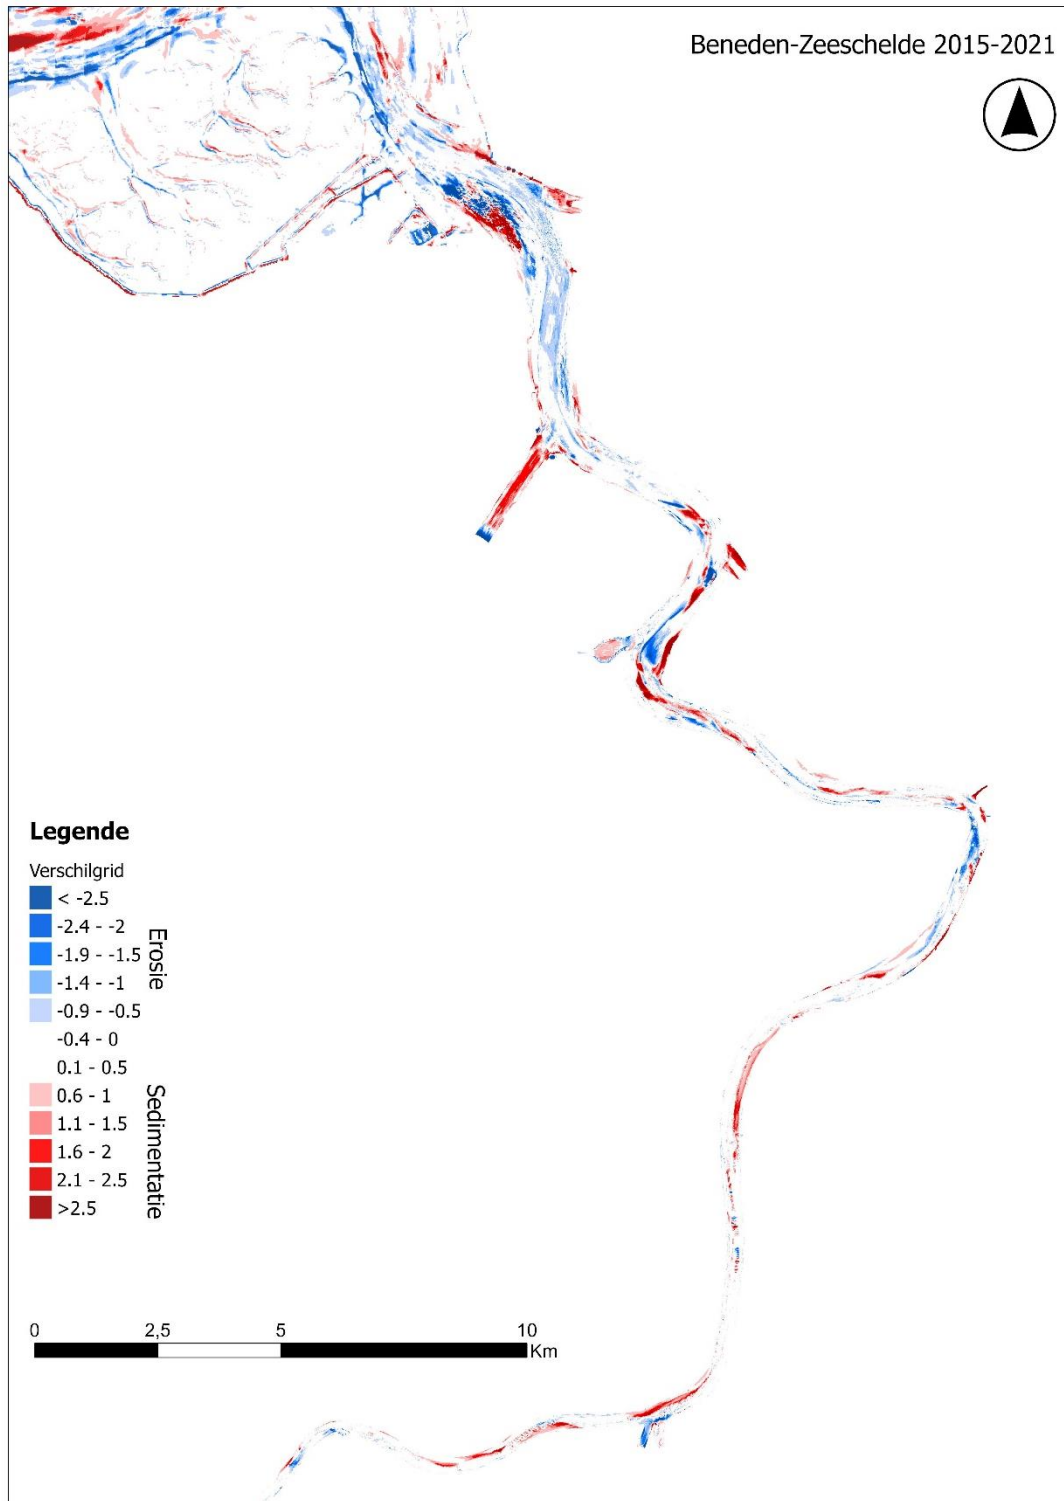 Beneden-Zeeschelde 2015-2021
Legende
Verschilgrid
< -2.5
-2.4 - -2
-1.9 - -1.5
-1.4 - -1
-0.9 - -0.5
-0.4 - 0
0.1 - 0.5
0.6 - 1
1.1 - 1.5
1.6 - 2
2.1 - 2.5
>2.5
Erosie
Sedimentatie
0 2,5 5 10
Km